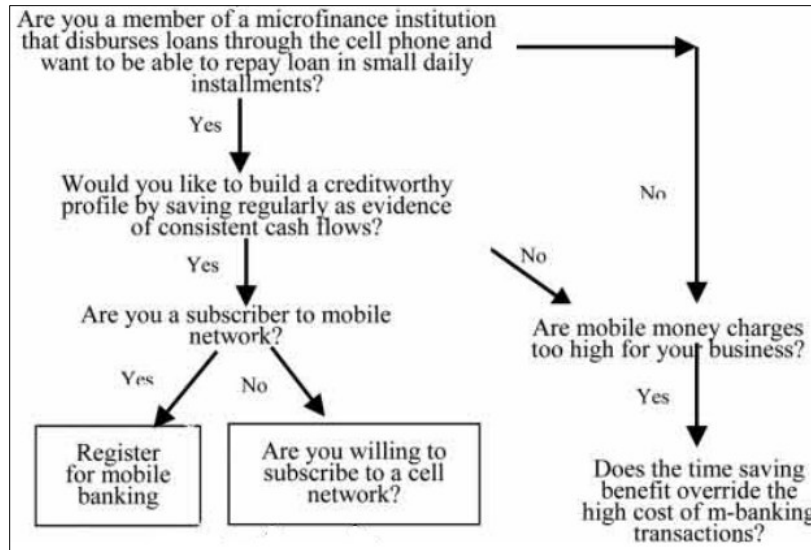 Are you a member of a microfinance institution
that disburses loans through the cell phone and
want to be able to repay loan in small daily
installments?
Yes
No
Would you like to build a creditworthy
profile by saving regularly as evidence
of consistent cash flows?
Yes
No
Are you a subscriber to mobile
network?
Are mobile money charges
too high for your business?
Yes
No
Yes
Register
for mobile
banking
Are you willing to
subscribe to a cell
network?
Does the time saving
benefit override the
high cost of m-banking
transactions?